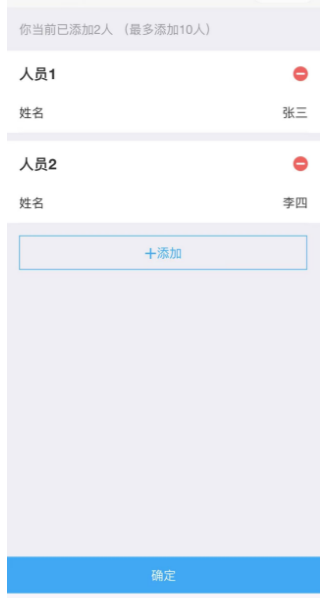 你当前已添加2人 （最多添加10人）
人员1
姓名 张三
人员2
姓名 李四
+添加
确定